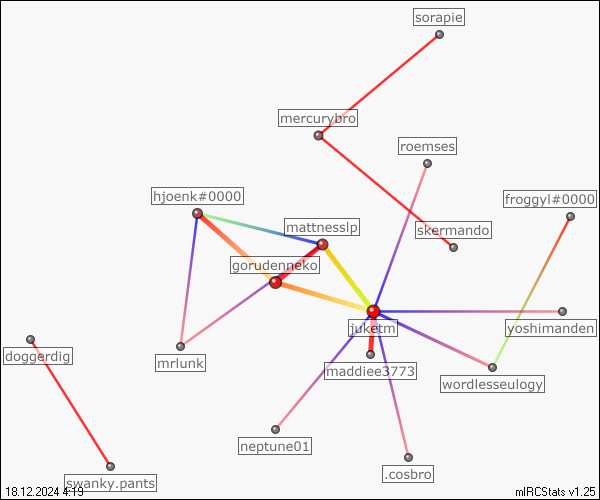 sorapie
mercurybro
roemses
hjoenk#0000
froggyl#0000
mattnesslp
skermando
gorudenneko
juketm
yoshimanden
doggerdig
mrlunk
maddiee3773
wordlesseulogy
neptune01
.cosbro
swanky.pants
18.12.2024 4:19
mIRCStats v1.25